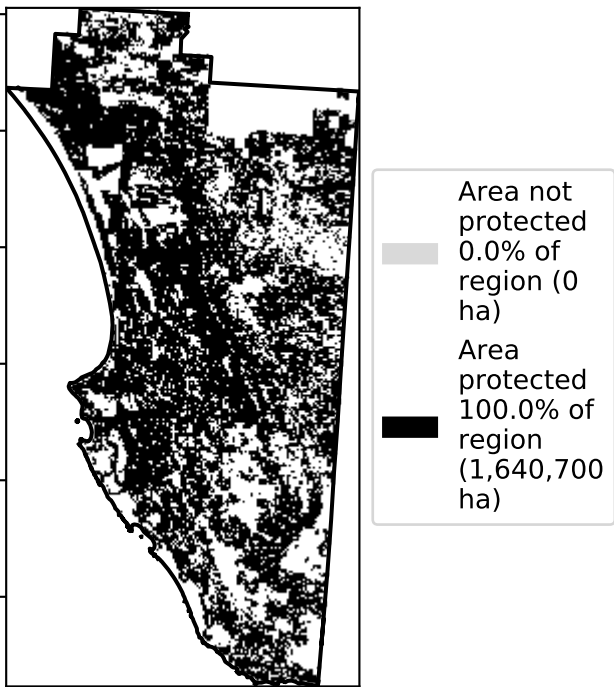 Area not
protected
0.0% of
region (0
ha)
Area
protected
100.0% of
region
(1,640,700
ha)